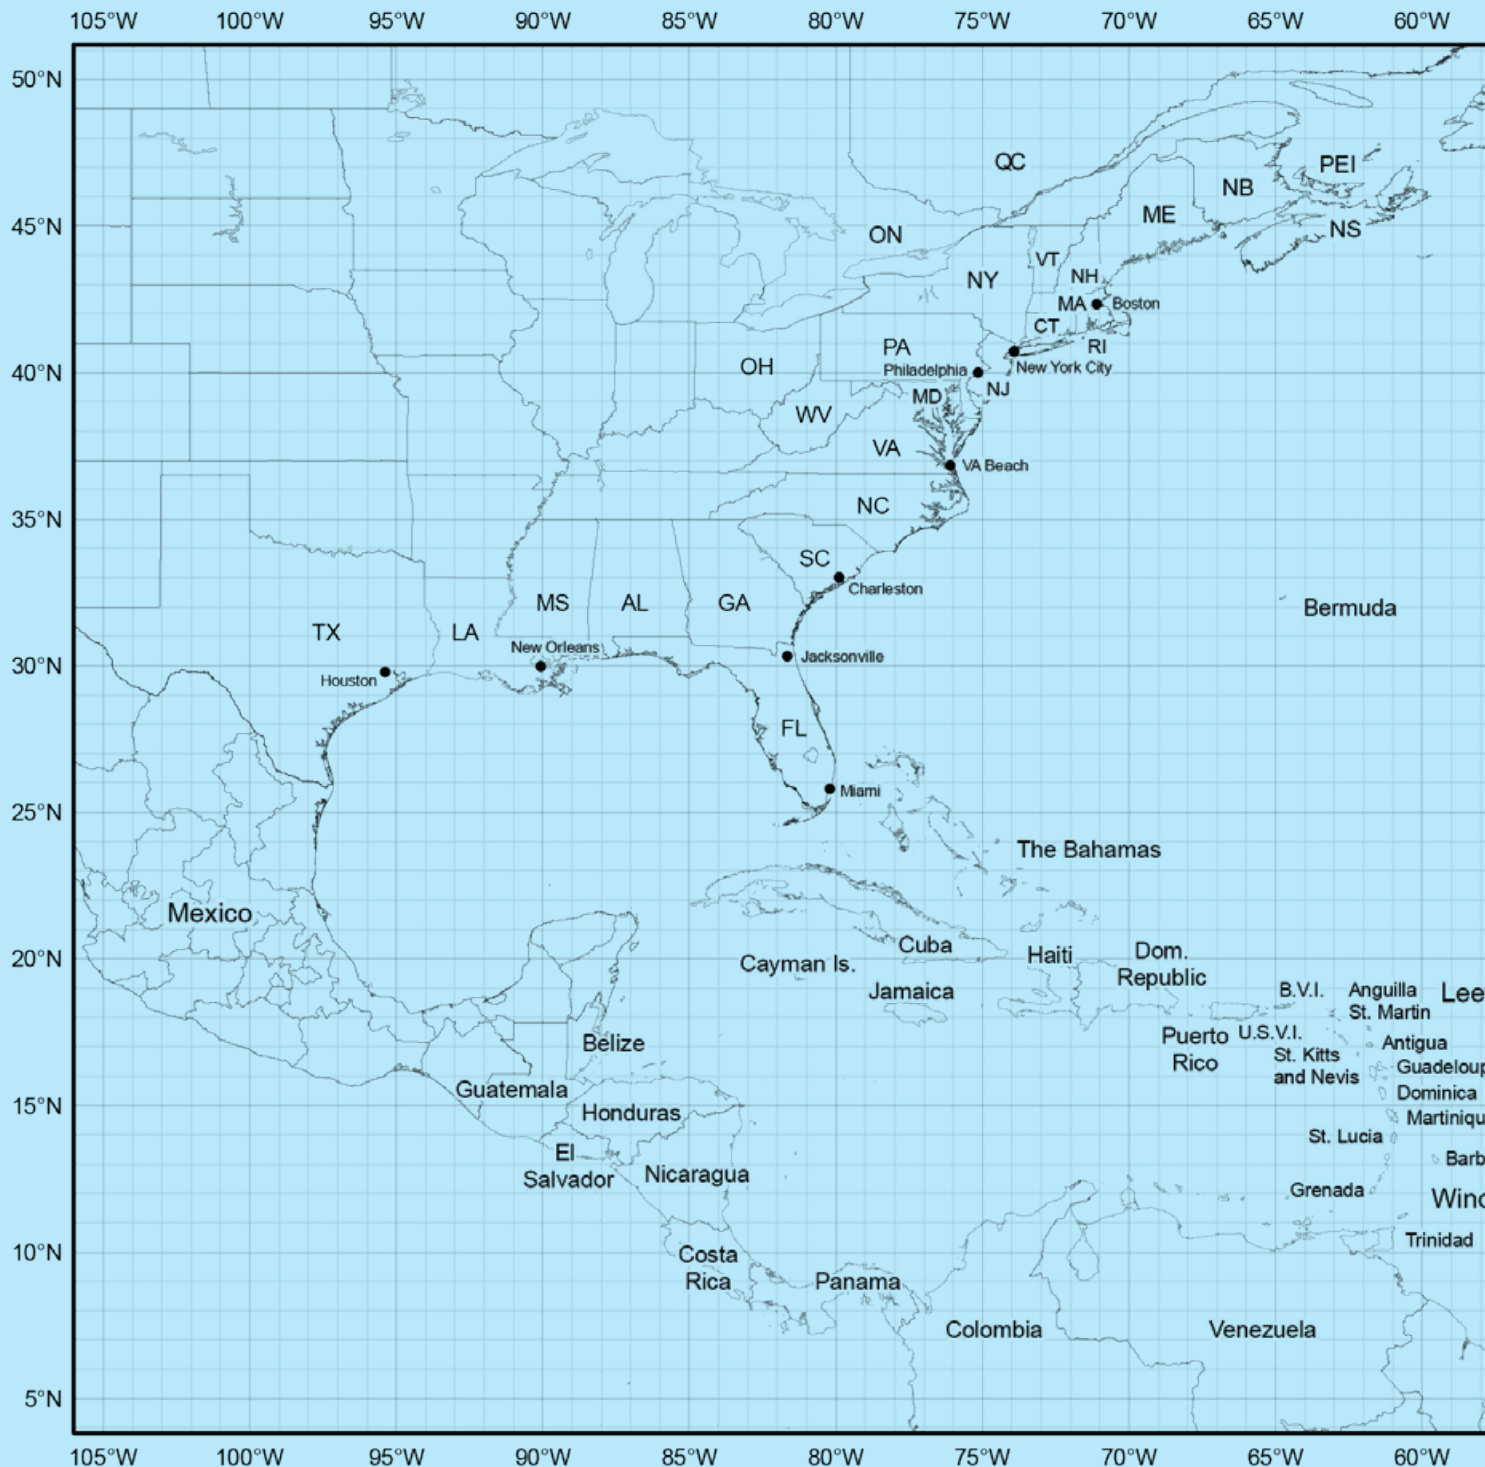 105°W 100°W 95°W 90°W 85°W 80°W 75°W 70°W 65°W 60°W
50°N
QC
PEI
NB
ME
45°N
ON
NS
VT
NY
NH
MA
Boston
CT
PA
RI
OH
Philadelphia
New York City
40°N
NJ
MD
WV
VA
VA Beach
NC
35°N
SC
Charleston
MS
AL
GA
Bermuda
TX
LA
New Orleans
Jacksonville
30°N
Houston
FL
Miami
25°N
The Bahamas
Mexico
Cuba
Haiti
Dom.
Republic
20°N
Cayman Is.
Jamaica
B.V.I.
Anguilla
St. Martin
Lee
Puerto
Rico
U.S.V.I.
Belize
Antigua
St. Kitts
and Nevis
Guadeloup
Guatemala
Dominica
15°N
Honduras
Martiniqu
St. Lucia
El
Salvador
Barb
Nicaragua
Grenada
Wind
Trinidad
10°N
Costa
Rica
Panama
Colombia
Venezuela
5°N
105°W 100°W 95°W 90°W 85°W 80°W 75°W 70°W 65°W 60°W